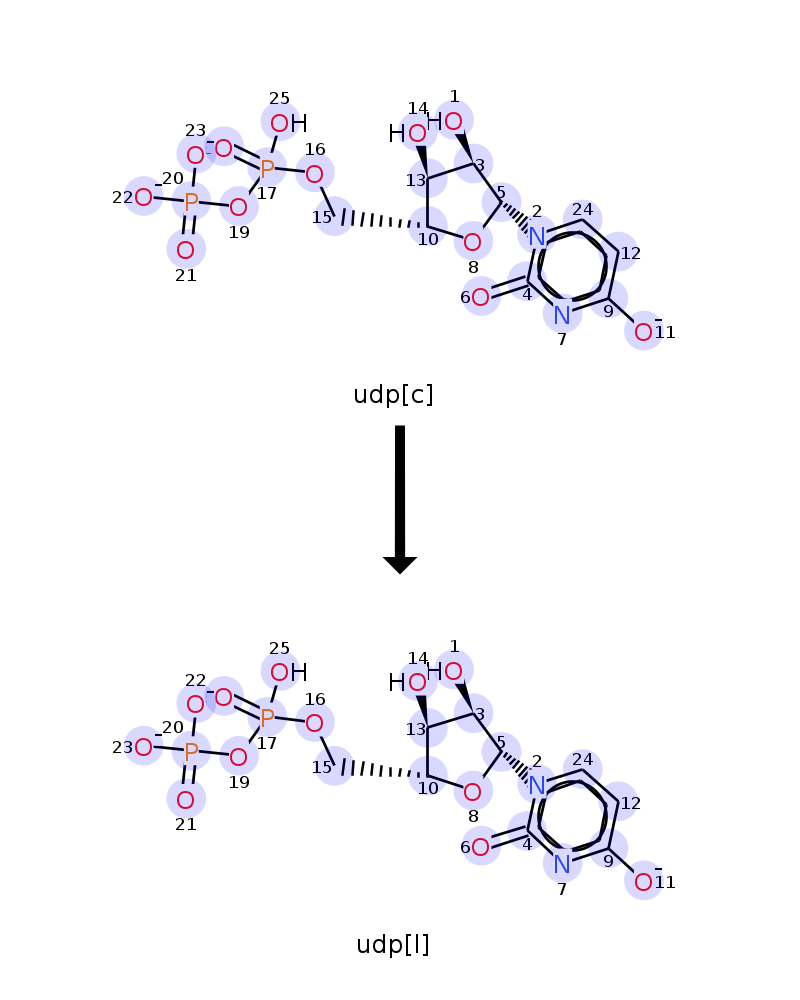 25 14 1
23 O⁻ O OH HO HO
16 3
20 P O 13 5
22 O⁻ P O 17 15 2 24
19 10 N 12
O O 8
21 6 O 4 N 9
7 O⁻ 11
udp[c]
25 14 1
22 O⁻ O OH HO HO
16 3
20 P O 13 5
23 O⁻ P O 17 15 2 24
19 10 N 12
O O 8
21 6 O 4 N 9
7 O⁻ 11
udp[l]